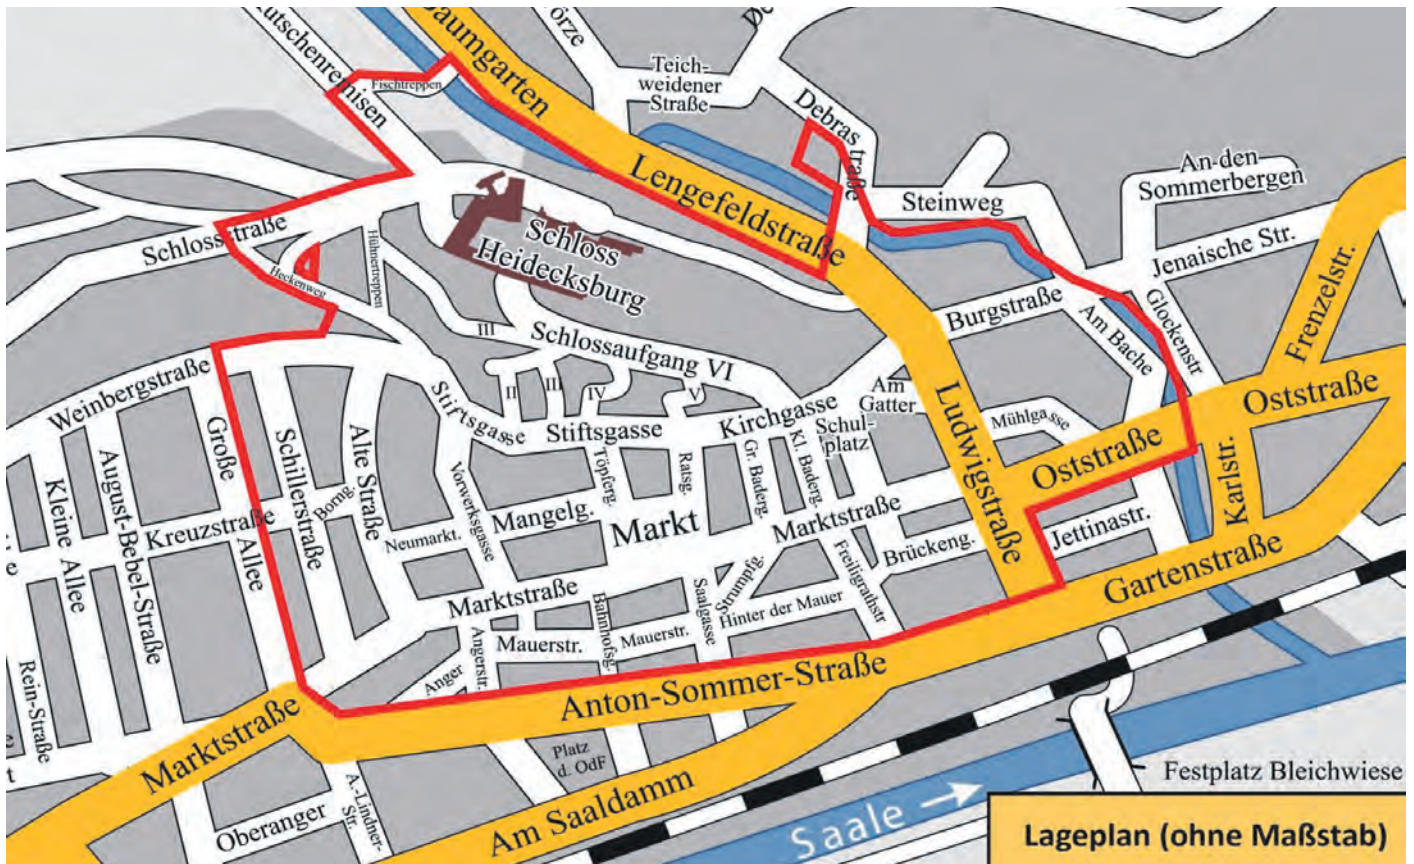 Baumgarten
örze
De
Kutschenremisen
Fischtreppen
Teich-
weidener
Straße
Debrastraße
Lengefeldstraße
Steinweg
An den
Sommerbergen
Jenaische Str.
Frenzelstr.
Schlossstraße
Hühnertreppen
Heckenweg
Schloss
Heidecksburg
Burgstraße
Am Bache
Glockenstr
III
Schlossaufgang VI
II
III
IV
V
Weinbergstraße
Stiftsgasse
Stiftsgasse
Kirchgasse
Am
Gatter
Schul-
platz
Ludwigstraße
Mühlgasse
Oststraße
Oststraße
Karlstr.
Große
Allee
Schillerstraße
Alte Straße
Borng.
Kleine Allee
August-Bebel-Straße
Kreuzstraße
Neumarkt.
Vorwerksgasse
Mangelg.
Töpferg.
Ratsg.
Markt
Gr. Baderg.
Kl. Baderg.
Marktstraße
Freiligrathstr
Brückeng.
Jettinastr.
Gartenstraße
Marktstraße
Saalgasse
Strumpfg.
Hinter der Mauer
Bahnhofsg.
Mauerstr.
Mauerstr.
Angerstr.
Anger
Anton-Sommer-Straße
Rein-Straße
e
e
t
Marktstraße
Platz
d. OdF
A.-Lindner-
Str.
Oberanger
Am Saaldamm
Saale
Festplatz Bleichwiese
Lageplan (ohne Maßstab)